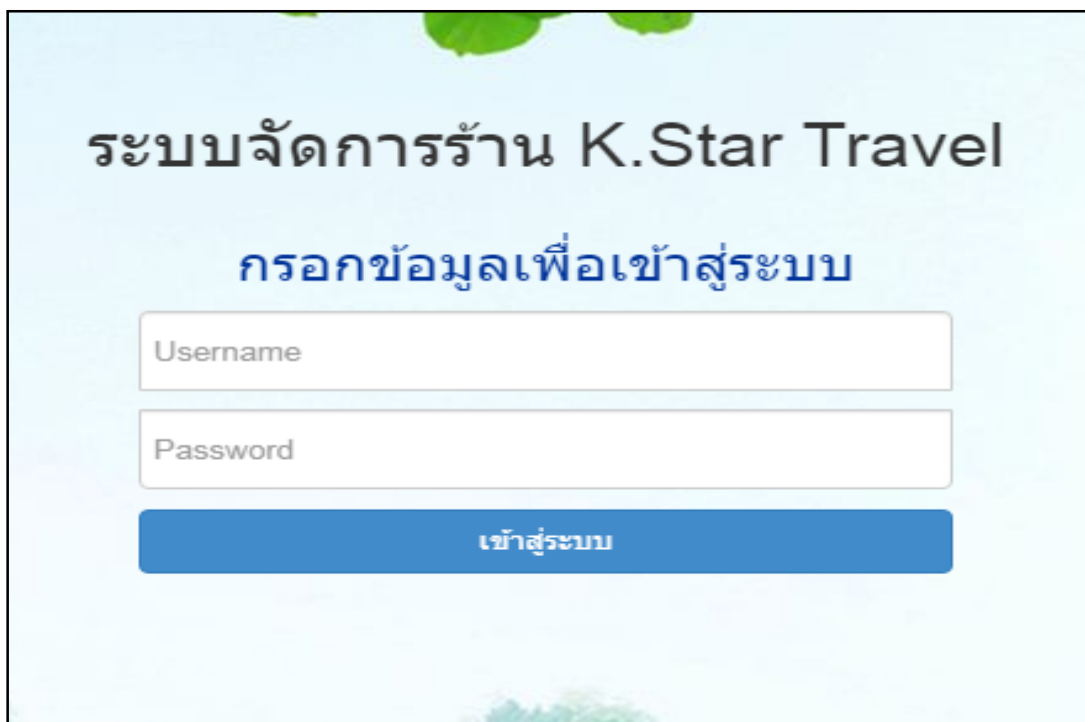 ระบบจัดการร้าน K.Star Travel
กรอกข้อมูลเพื่อเข้าสู่ระบบ
Username
Password
เข้าสู่ระบบ